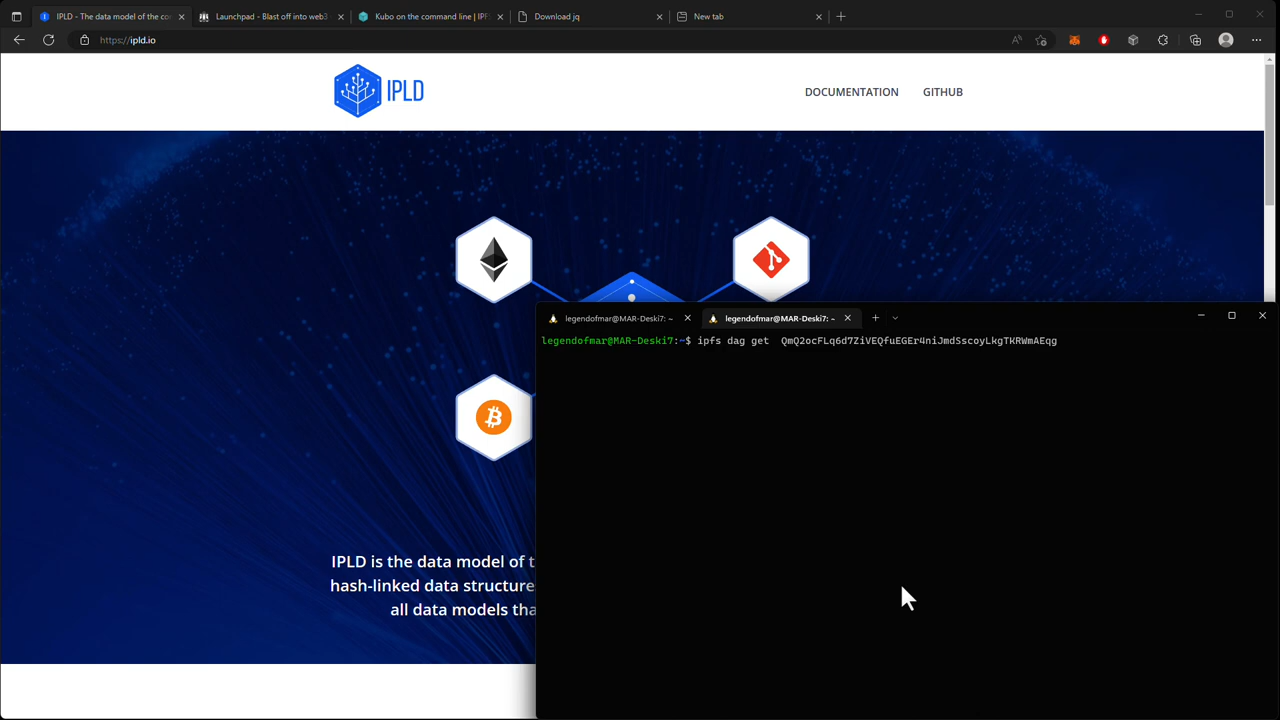 IPLD - The data model of the co
Launchpad - Blast off into web3
Kubo on the command line | IPF
Download jq
New tab
https://ipld.io
IPLD
DOCUMENTATION
GITHUB
legendofmar@MAR-Deski7: ~
legendofmar@MAR-Deski7: ~
legendofmar@MAR-Deski7:~$ ipfs dag get  QmQ2ocFLq6d7ZiVEQfuEGEr4niJmdSscoyLkgTKRWmAEqg
IPLD is the data model of t
hash-linked data structure
all data models tha